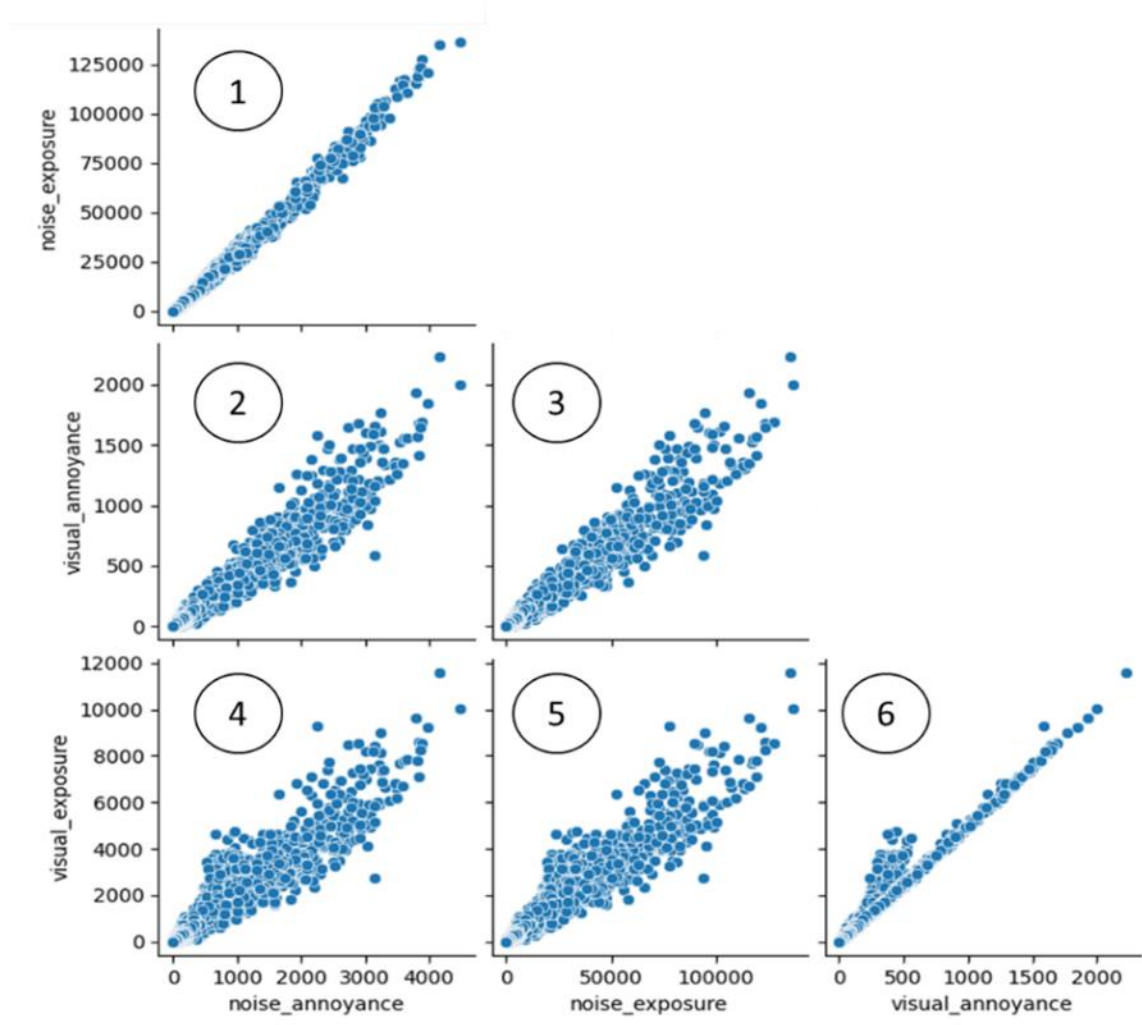 125000
100000
75000
50000
25000
0
noise_exposure
1
2000
1500
1000
500
0
visual_annoyance
2
3
12000
10000
8000
6000
4000
2000
0
visual_exposure
4
5
6
0 1000 2000 3000 4000
0 50000 100000
0 500 1000 1500 2000
noise_annoyance
noise_exposure
visual_annoyance